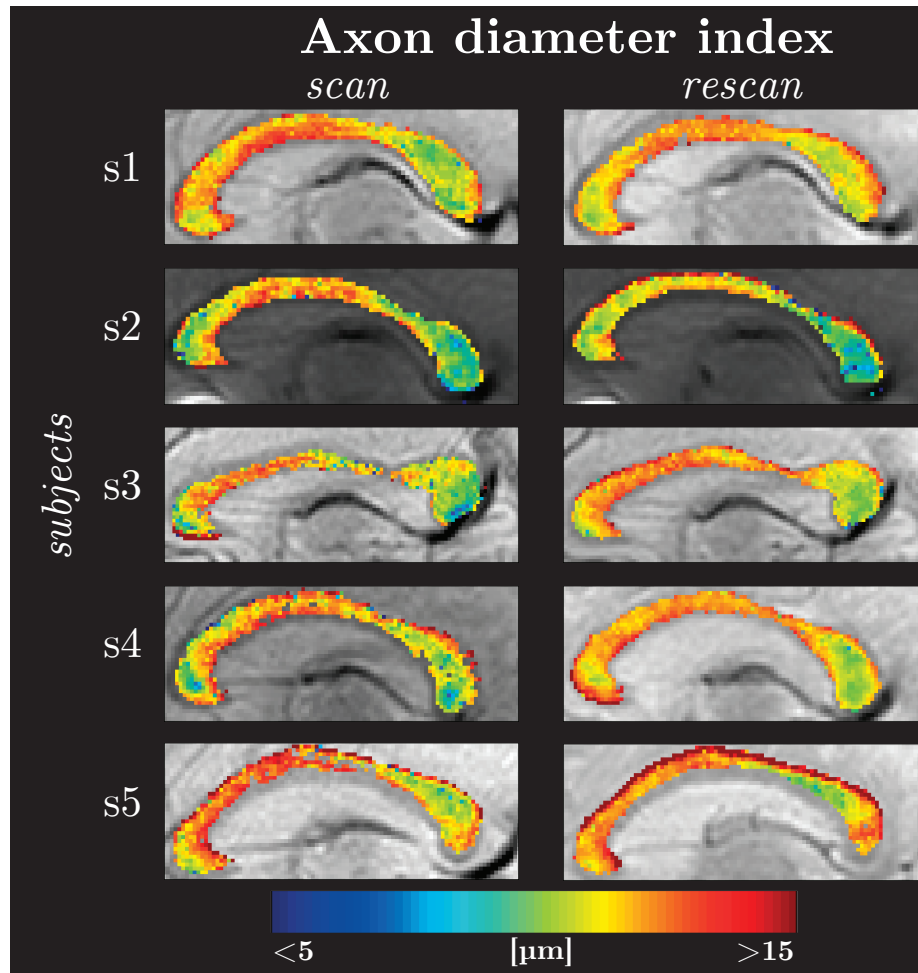 Axon diameter index
scan rescan
s1
s2
subjects
s3
s4
s5
<5 [µm] >15